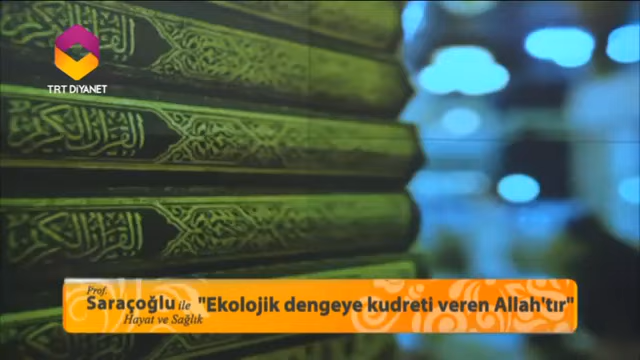 TRT DİYANET
Prof.
Saraçoğlu ile
Hayat ve Sağlık
"Ekolojik dengeye kudreti veren Allah'tır"